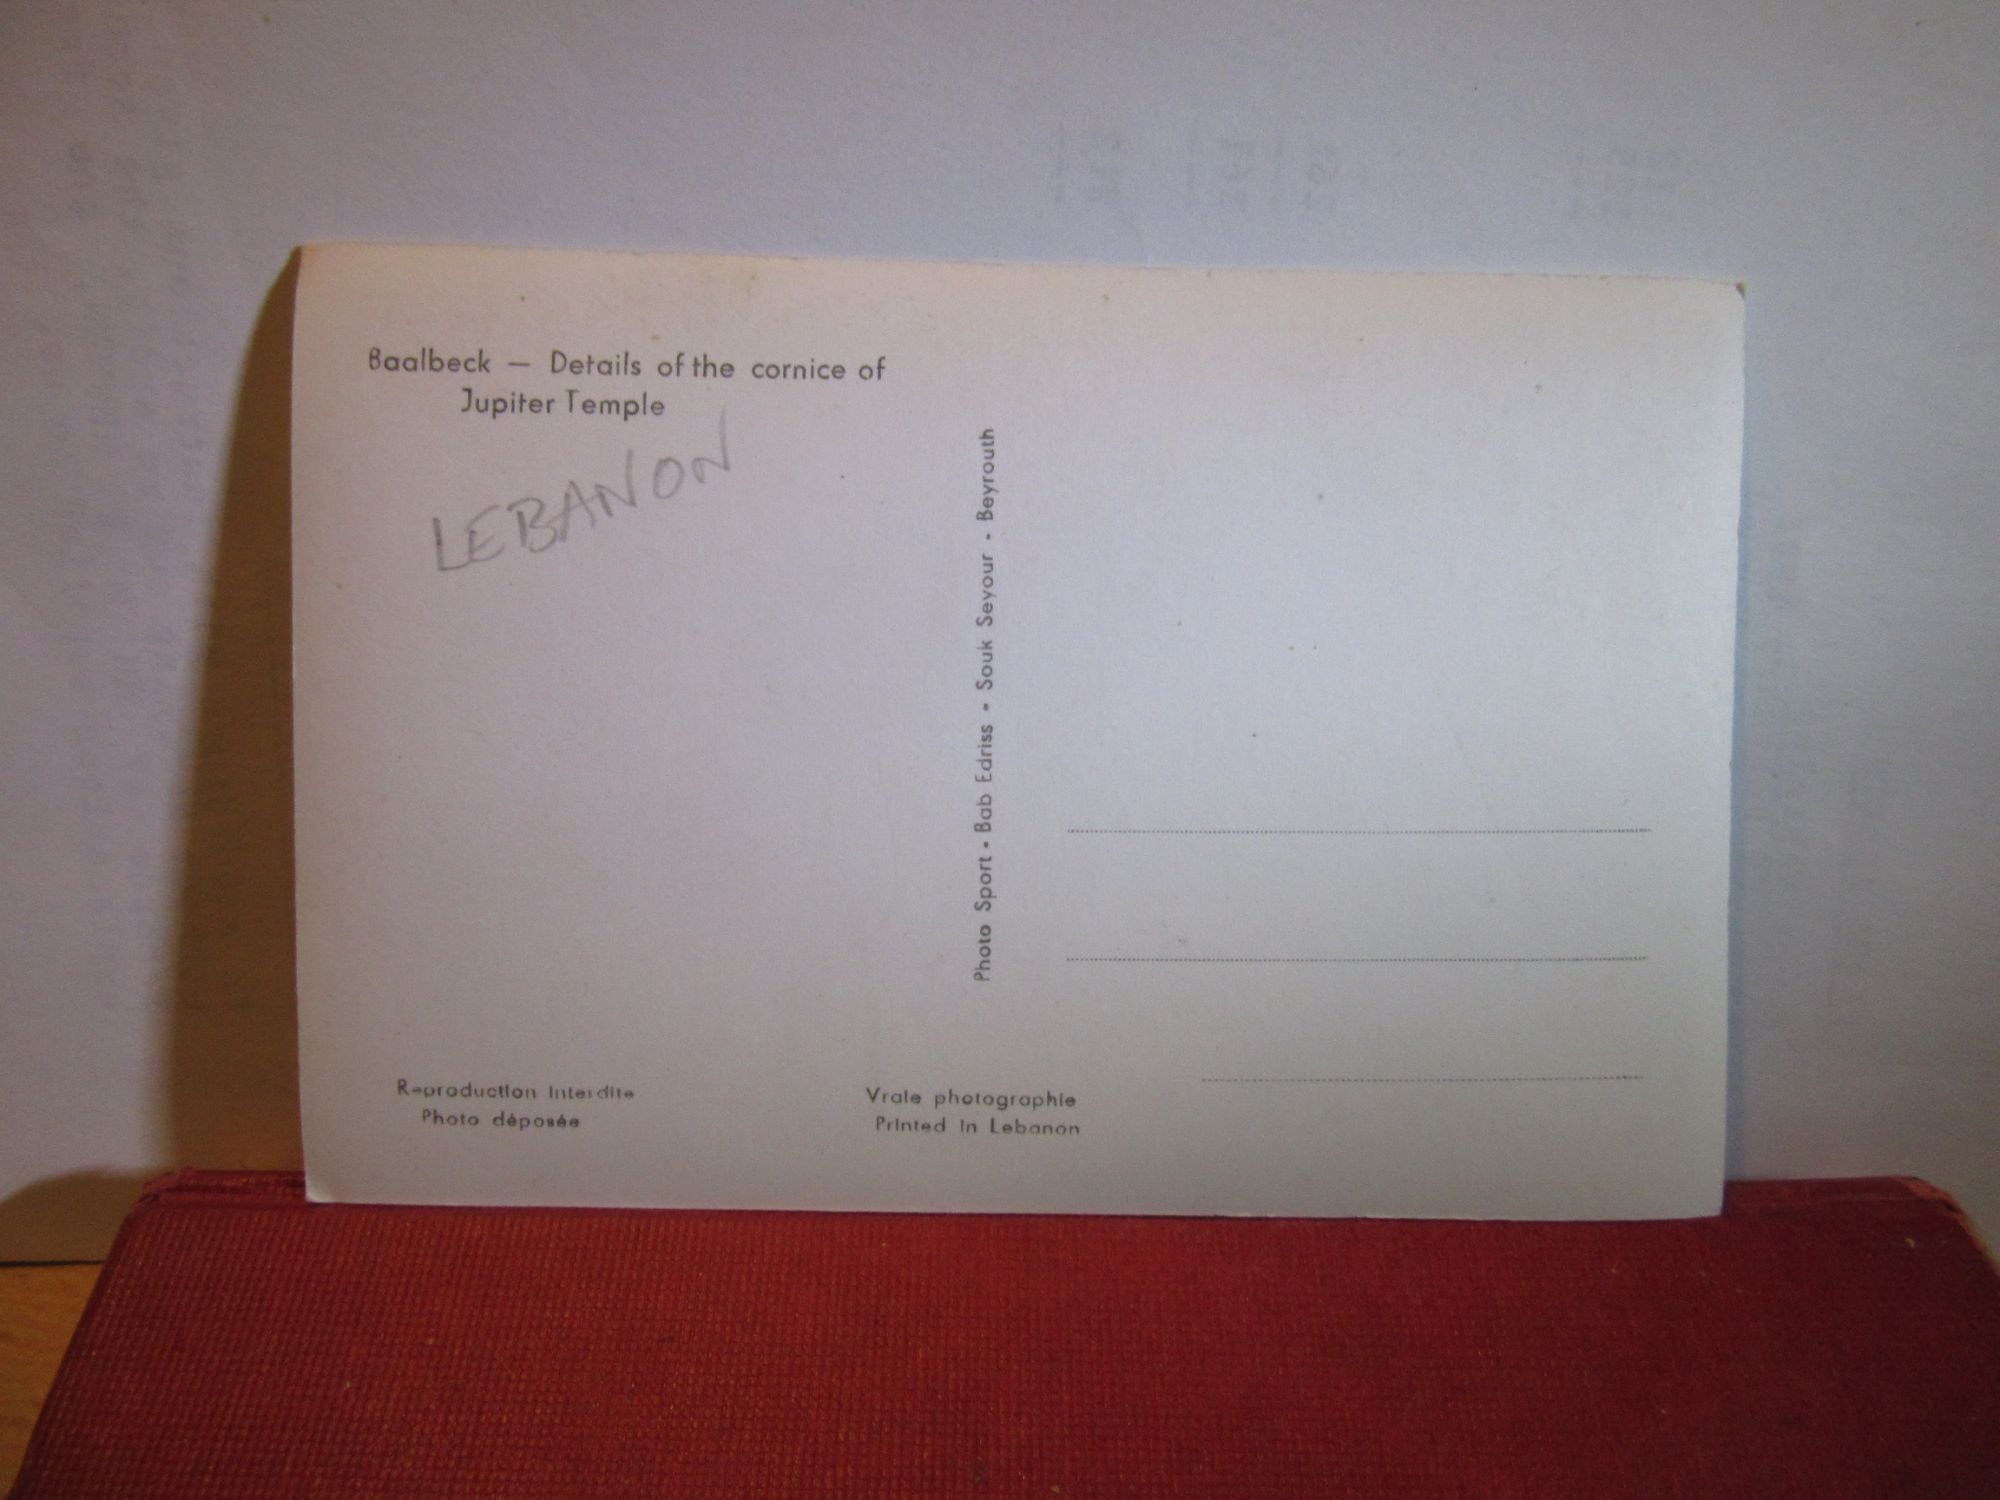 Baalbeck — Details of the cornice of
Jupiter Temple
LEBANON
Photo Sport - Bab Edriss - Souk Seyour - Beyrouth
Reproduction Interdite
Photo déposée
Vraie photographie
Printed in Lebanon